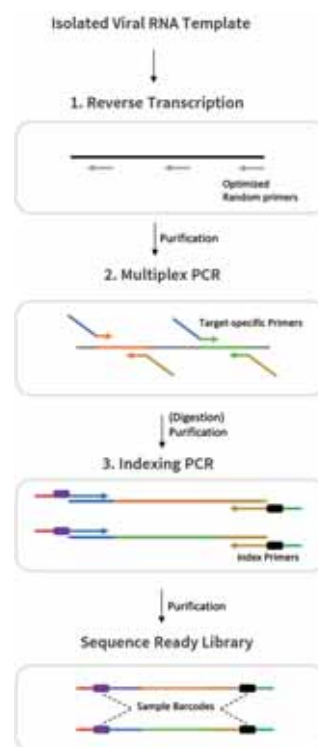 Isolated Viral RNA Template
1. Reverse Transcription
Optimized
Random primers
Purification
2. Multiplex PCR
Target-specific Primers
(Digestion)
Purification
3. Indexing PCR
Index Primers
Purification
Sequence Ready Library
Sample Barcodes